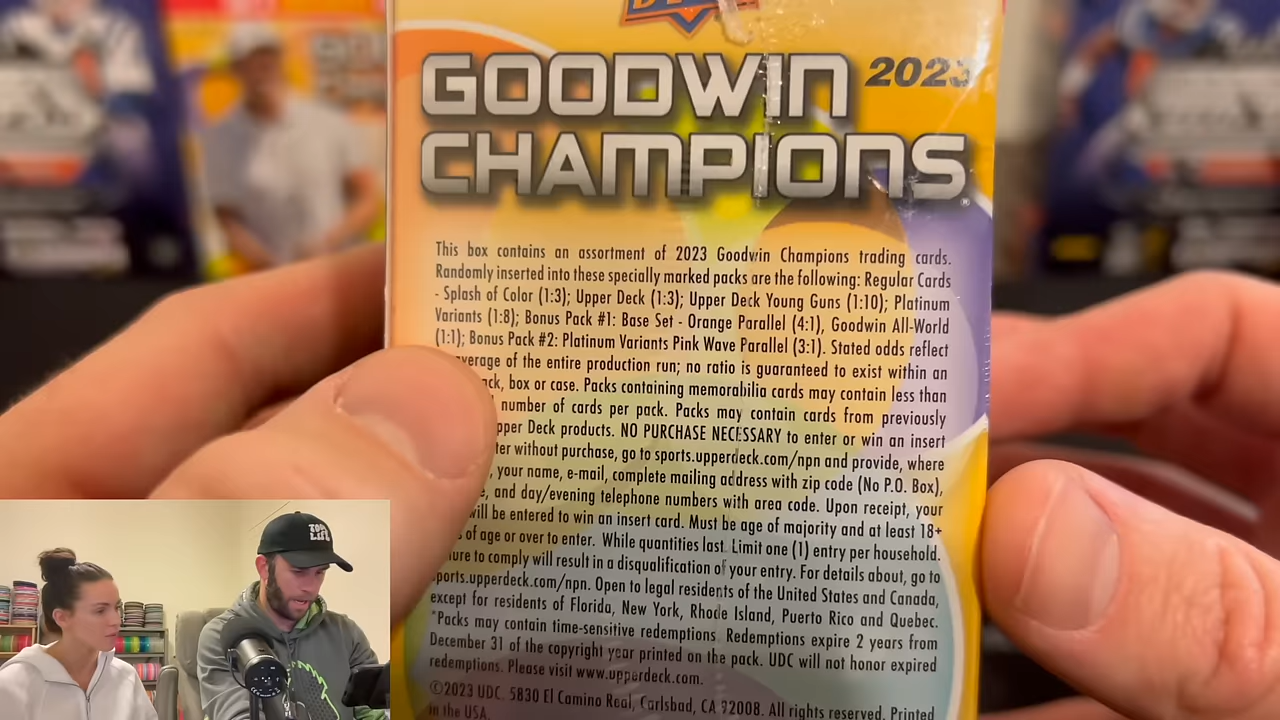 GOODWIN 2023
CHAMPIONS®
This box contains an assortment of 2023 Goodwin Champions trading cards.
Randomly inserted into these specially marked packs are the following: Regular Cards
- Splash of Color (1:3); Upper Deck (1:3); Upper Deck Young Guns (1:10); Platinum
Variants (1:8); Bonus Pack #1: Base Set - Orange Parallel (4:1), Goodwin All-World
(1:1); Bonus Pack #2: Platinum Variants Pink Wave Parallel (3:1). Stated odds reflect
average of the entire production run; no ratio is guaranteed to exist within an
box or case. Packs containing memorabilia cards may contain less than
number of cards per pack. Packs may contain cards from previously
pper Deck products. NO PURCHASE NECESSARY to enter or win an insert
without purchase, go to sports.upperdeck.com/npn and provide, where
your name, e-mail, complete mailing address with zip code (No P.O. Box),
and day/evening telephone numbers with area code. Upon receipt, your
will be entered to win an insert card. Must be age of majority and at least 18+
of age or over to enter. While quantities last. Limit one (1) entry per household.
ure to comply will result in a disqualification of your entry. For details about, go to
sports.upperdeck.com/npn. Open to legal residents of the United States and Canada,
except for residents of Florida, New York, Rhode Island, Puerto Rico and Quebec.
*Packs may contain time-sensitive redemptions. Redemptions expire 2 years from
December 31 of the copyright year printed on the pack. UDC will not honor expired
redemptions. Please visit www.upperdeck.com.
©2023 UDC. 5830 El Camino Real, Carlsbad, CA 92008. All rights reserved. Printed
in the USA.